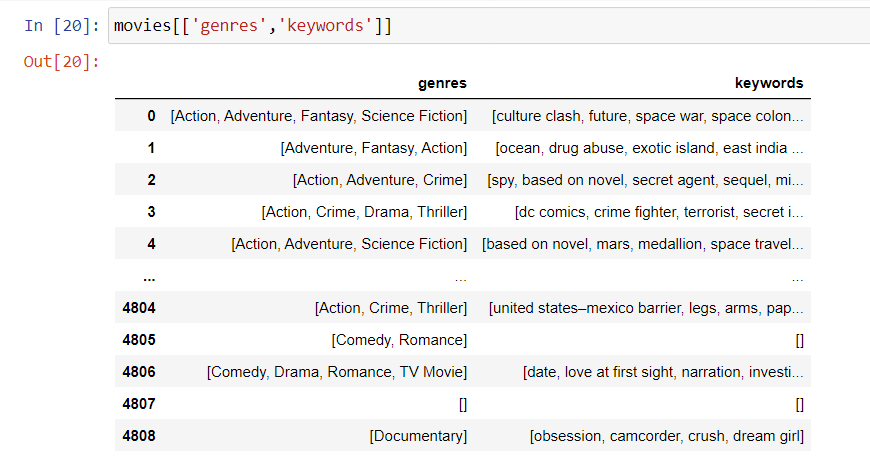 In [20]: movies[['genres','keywords']]
Out[20]:
genres keywords
0 [Action, Adventure, Fantasy, Science Fiction] [culture clash, future, space war, space colon...
1 [Adventure, Fantasy, Action] [ocean, drug abuse, exotic island, east india ...
2 [Action, Adventure, Crime] [spy, based on novel, secret agent, sequel, mi...
3 [Action, Crime, Drama, Thriller] [dc comics, crime fighter, terrorist, secret i...
4 [Action, Adventure, Science Fiction] [based on novel, mars, medallion, space travel...
... ... ...
4804 [Action, Crime, Thriller] [united states–mexico barrier, legs, arms, pap...
4805 [Comedy, Romance] []
4806 [Comedy, Drama, Romance, TV Movie] [date, love at first sight, narration, investi...
4807 [] []
4808 [Documentary] [obsession, camcorder, crush, dream girl]